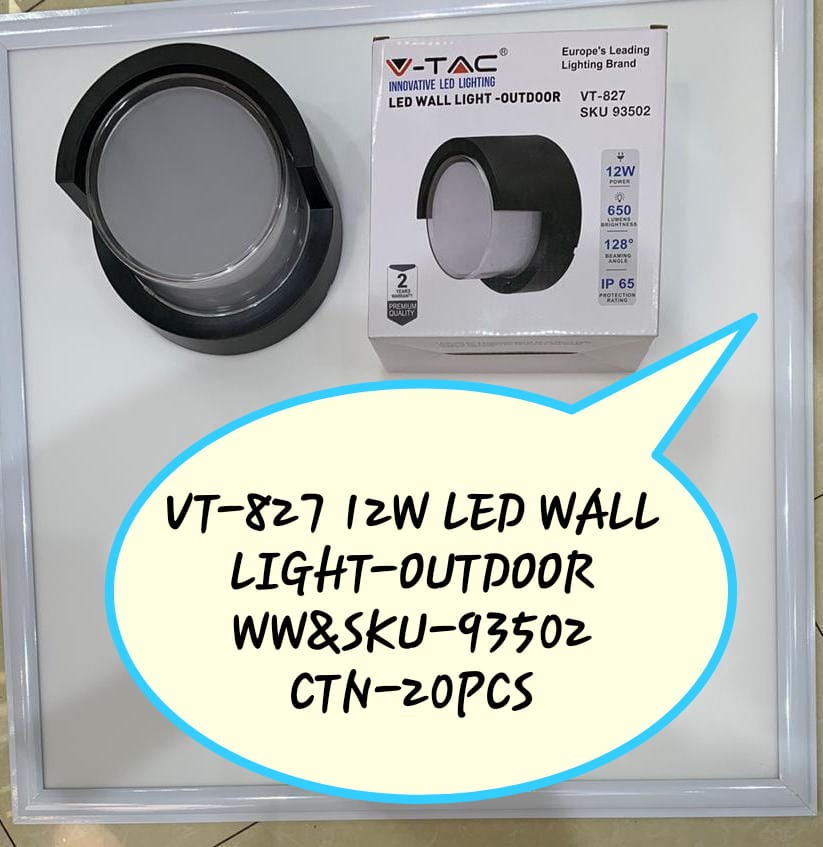 V-TAC®
INNOVATIVE LED LIGHTING
LED WALL LIGHT -OUTDOOR
Europe's Leading
Lighting Brand
VT-827
SKU 93502
12W
POWER
650
LUMENS
BRIGHTNESS
128°
BEAMING
ANGLE
IP 65
PROTECTION
RATING
2
YEARS
WARRANTY
PREMIUM
QUALITY
VT-827 12W LED WALL
LIGHT-OUTDOOR
WW&SKU-93502
CTN-20PCS